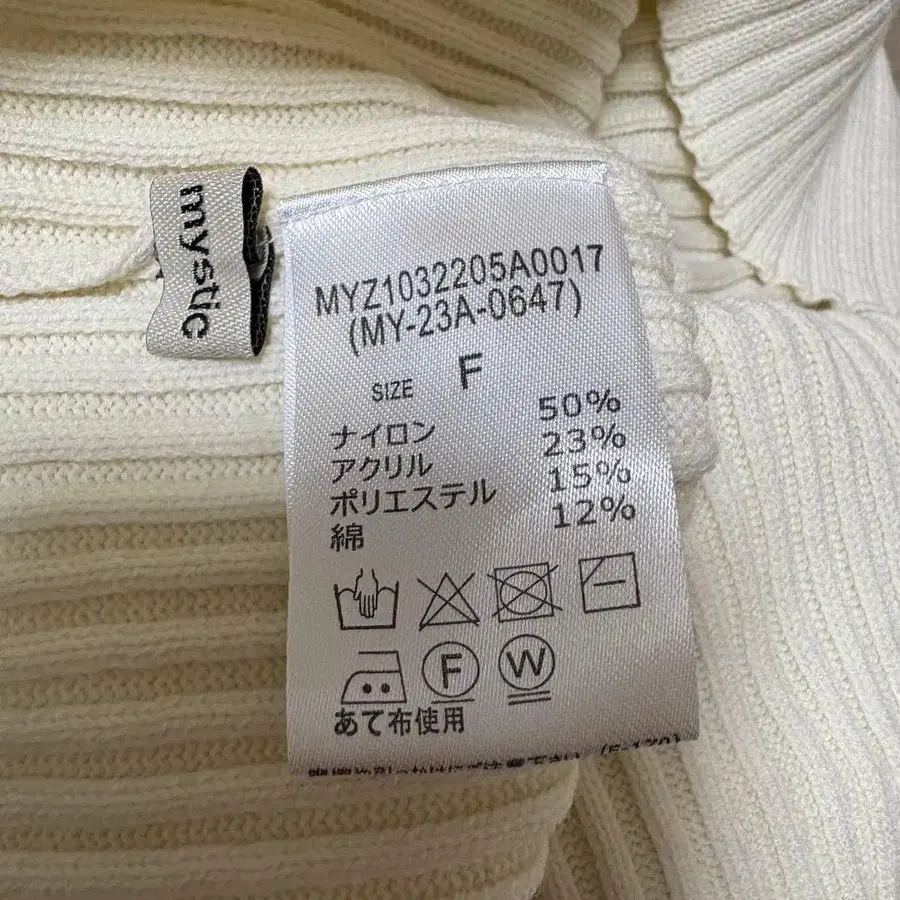 mystic
MYZ1032205A0017
(MY-23A-0647)
SIZE F
ナイロン 50%
アクリル 23%
ポリエステル 15%
綿 12%
F W
あて布使用